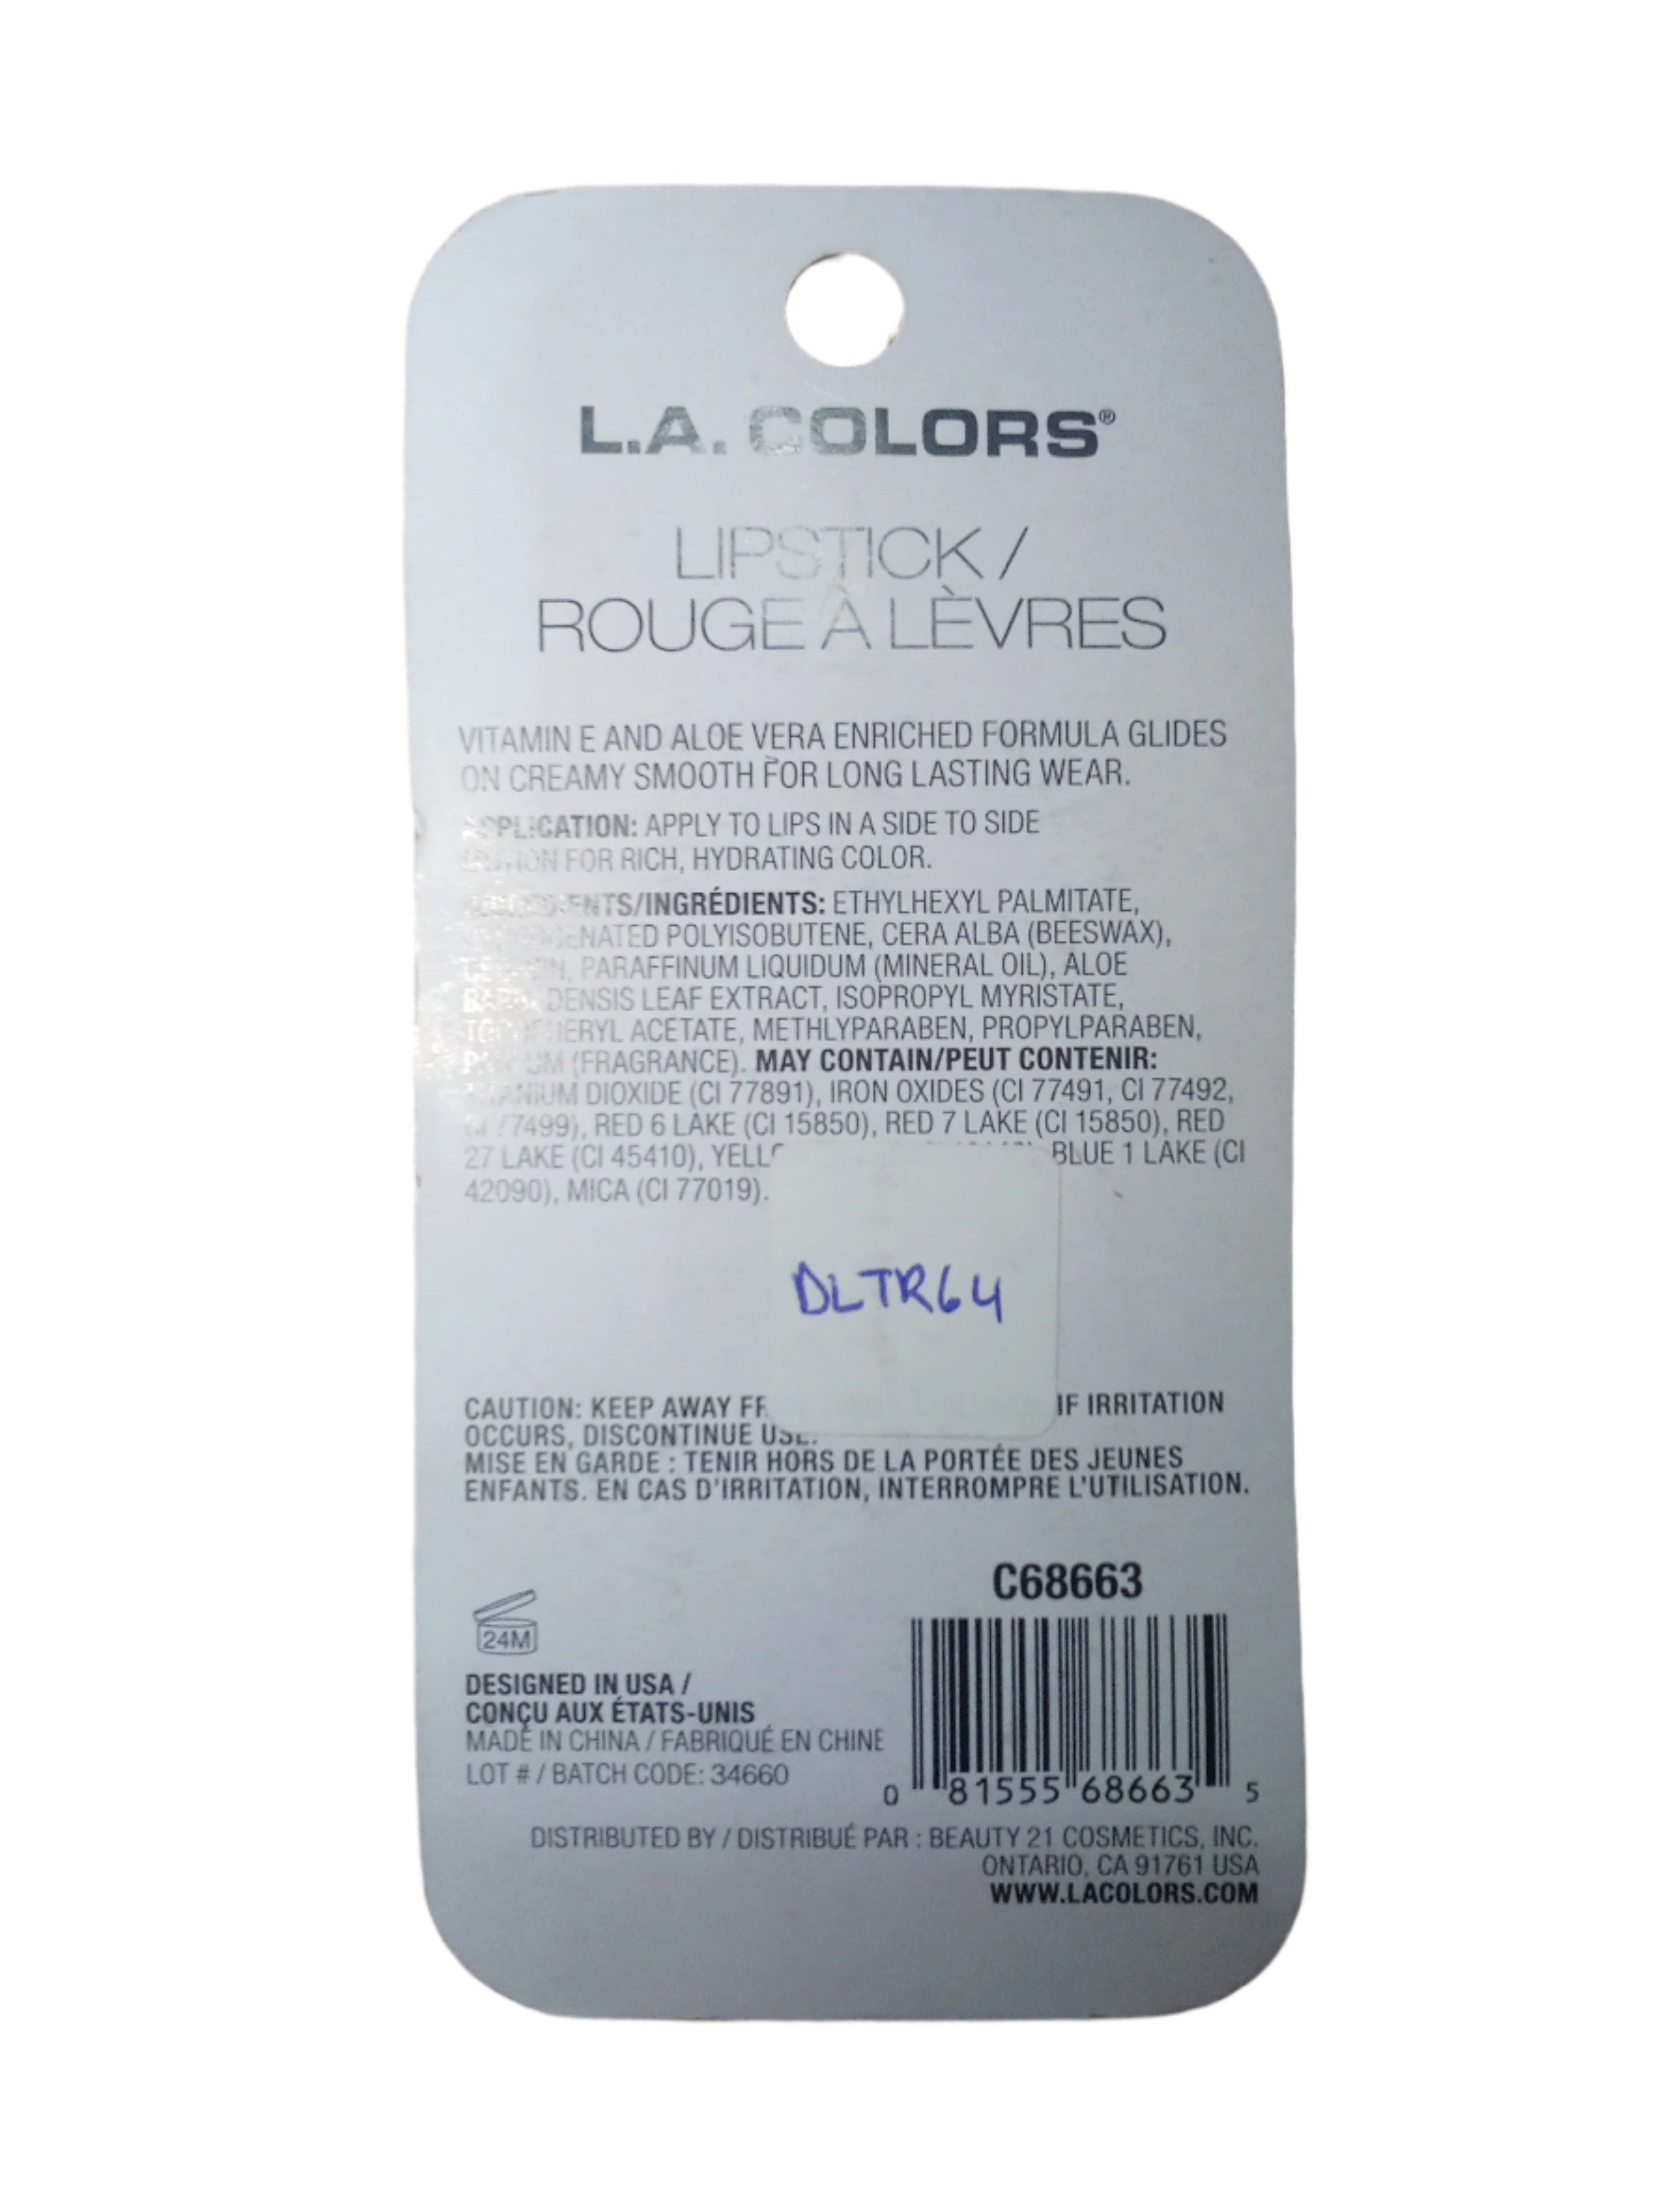 L.A. COLORS®
LIPSTICK /
ROUGE À LÈVRES
VITAMIN E AND ALOE VERA ENRICHED FORMULA GLIDES
ON CREAMY SMOOTH FOR LONG LASTING WEAR.
APPLICATION: APPLY TO LIPS IN A SIDE TO SIDE
FOR RICH, HYDRATING COLOR.
INGRÉDIENTS: ETHYLHEXYL PALMITATE,
POLYISOBUTENE, CERA ALBA (BEESWAX),
PARAFFINUM LIQUIDUM (MINERAL OIL), ALOE
LEAF EXTRACT, ISOPROPYL MYRISTATE,
ACETATE, METHLYPARABEN, PROPYLPARABEN,
(FRAGRANCE). MAY CONTAIN/PEUT CONTENIR:
DIOXIDE (CI 77891), IRON OXIDES (CI 77491, CI 77492,
77499), RED 6 LAKE (CI 15850), RED 7 LAKE (CI 15850), RED
27 LAKE (CI 45410), BLUE 1 LAKE (CI
42090), MICA (CI 77019).
DLTR64
CAUTION: KEEP AWAY IF IRRITATION
OCCURS, DISCONTINUE USE.
MISE EN GARDE : TENIR HORS DE LA PORTÉE DES JEUNES
ENFANTS. EN CAS D'IRRITATION, INTERROMPRE L'UTILISATION.
C68663
24M
DESIGNED IN USA /
CONÇU AUX ÉTATS-UNIS
MADE IN CHINA / FABRIQUÉ EN CHINE
LOT # / BATCH CODE: 34660
0 81555 68663 5
DISTRIBUTED BY / DISTRIBUÉ PAR : BEAUTY 21 COSMETICS, INC.
ONTARIO, CA 91761 USA
WWW.LACOLORS.COM